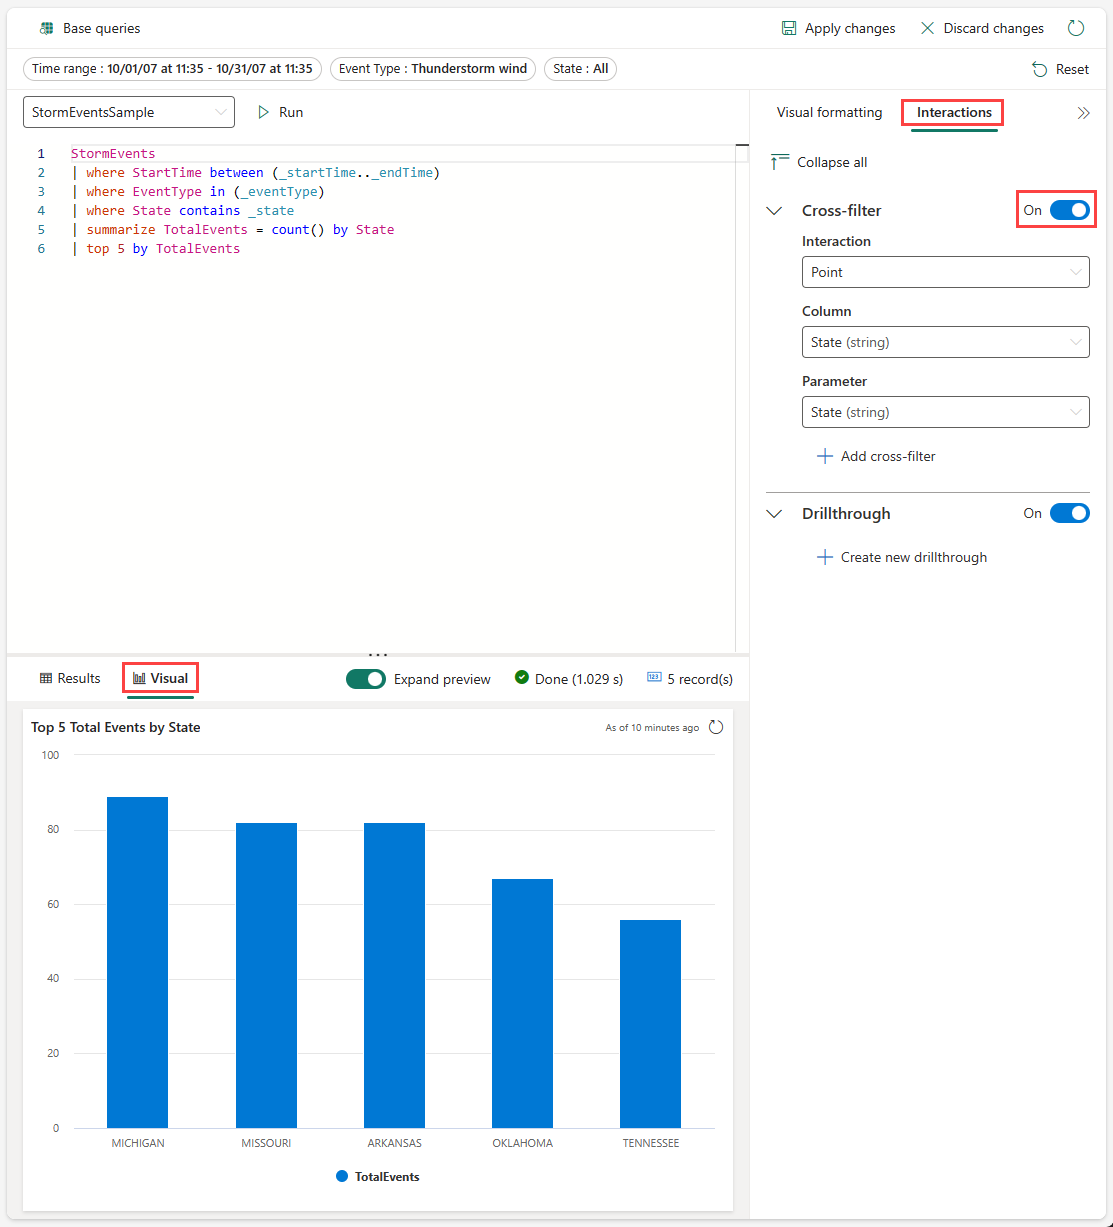 Base queries
Apply changes
Discard changes
Time range : 10/01/07 at 11:35 - 10/31/07 at 11:35
Event Type : Thunderstorm wind
State : All
Reset
StormEventsSample
Run
1 StormEvents
2 | where StartTime between (_startTime.._endTime)
3 | where EventType in (_eventType)
4 | where State contains _state
5 | summarize TotalEvents = count() by State
6 | top 5 by TotalEvents
Visual formatting
Interactions
Collapse all
Cross-filter
On
Interaction
Point
Column
State (string)
Parameter
State (string)
Add cross-filter
Drillthrough
On
Create new drillthrough
Results
Visual
Expand preview
Done (1.029 s)
123
5 record(s)
Top 5 Total Events by State
As of 10 minutes ago
100
80
60
40
20
0
MICHIGAN
MISSOURI
ARKANSAS
OKLAHOMA
TENNESSEE
TotalEvents